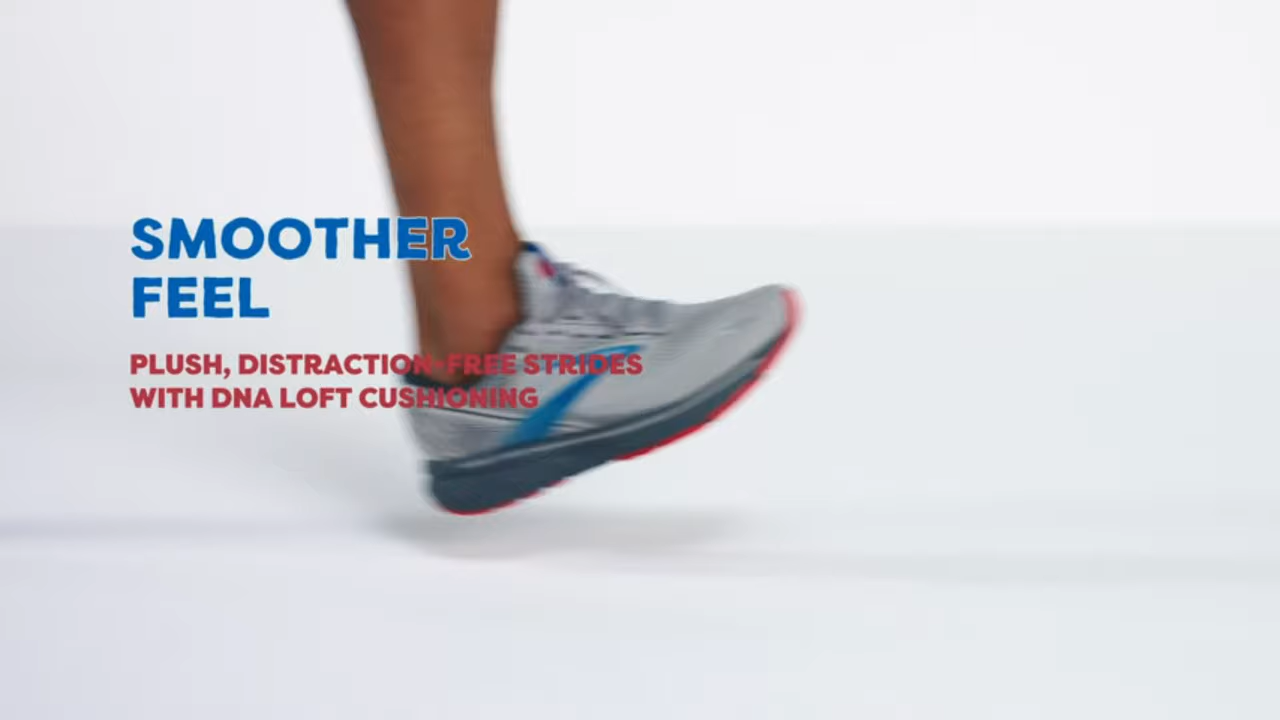 SMOOTHER
FEEL
PLUSH, DISTRACTION-FREE STRIDES
WITH DNA LOFT CUSHIONING